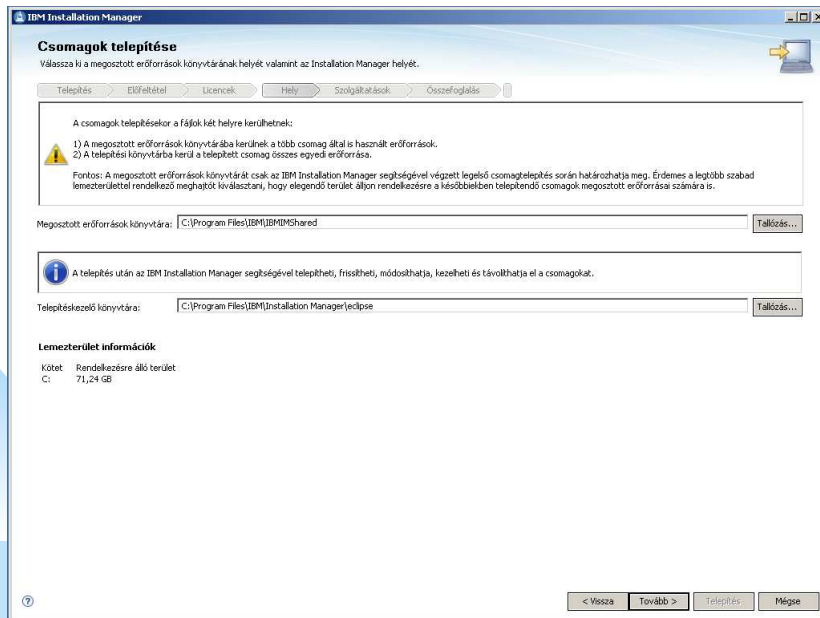 IBM Installation Manager
Csomagok telepítése
Válassza ki a megosztott erőforrások könyvtárának helyét valamint az Installation Manager helyét.
Telepítés Előfeltétel Licencek Hely Szolgáltatások Összefoglalás
A csomagok telepítésekor a fájlok két helyre kerülhetnek:
1) A megosztott erőforrások könyvtárába kerülnek a több csomag által is használt erőforrások.
2) A telepítési könyvtárba kerül a telepített csomag összes egyedi erőforrása.
Fontos: A megosztott erőforrások könyvtárát csak az IBM Installation Manager segítségével végzett legelső csomagtelepítés során határozhatja meg. Érdemes a legtöbb szabad
lemezterülettel rendelkező meghajtót kiválasztani, hogy elegendő terület álljon rendelkezésre a későbbiekben telepítendő csomagok megosztott erőforrásai számára is.
Megosztott erőforrások könyvtára: C:\Program Files\IBM\IBMIMShared Tallózás...
A telepítés után az IBM Installation Manager segítségével telepítheti, frissítheti, módosíthatja, kezelheti és távolíthatja el a csomagokat.
Telepítéskezelő könyvtára: C:\Program Files\IBM\Installation Manager\eclipse Tallózás...
Lemezterület információk
Kötet Rendelkezésre álló terület
C: 71,24 GB
< Vissza Tovább > Telepítés Mégse